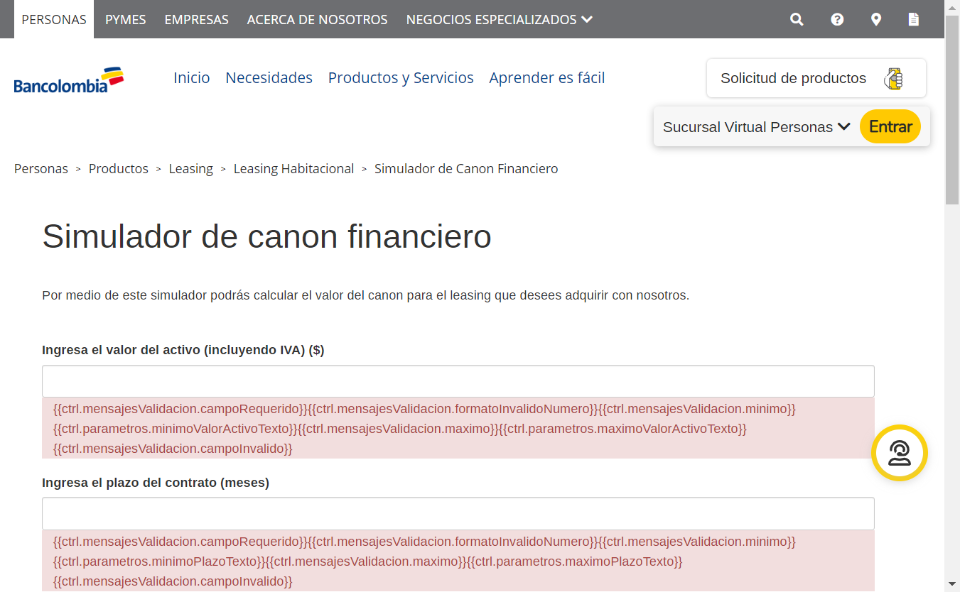 PERSONAS PYMES EMPRESAS ACERCA DE NOSOTROS NEGOCIOS ESPECIALIZADOS
Bancolombia Inicio Necesidades Productos y Servicios Aprender es fácil Solicitud de productos
Sucursal Virtual Personas Entrar
Personas > Productos > Leasing > Leasing Habitacional > Simulador de Canon Financiero
Simulador de canon financiero
Por medio de este simulador podrás calcular el valor del canon para el leasing que desees adquirir con nosotros.
Ingresa el valor del activo (incluyendo IVA) ($)
{{ctrl.mensajesValidacion.campoRequerido}}{{ctrl.mensajesValidacion.formatoInvalidoNumero}}{{ctrl.mensajesValidacion.minimo}}
{{ctrl.parametros.minimoValorActivoTexto}}{{ctrl.mensajesValidacion.maximo}}{{ctrl.parametros.maximoValorActivoTexto}}
{{ctrl.mensajesValidacion.campoInvalido}}
Ingresa el plazo del contrato (meses)
{{ctrl.mensajesValidacion.campoRequerido}}{{ctrl.mensajesValidacion.formatoInvalidoNumero}}{{ctrl.mensajesValidacion.minimo}}
{{ctrl.parametros.minimoPlazoTexto}}{{ctrl.mensajesValidacion.maximo}}{{ctrl.parametros.maximoPlazoTexto}}
{{ctrl.mensajesValidacion.campoInvalido}}